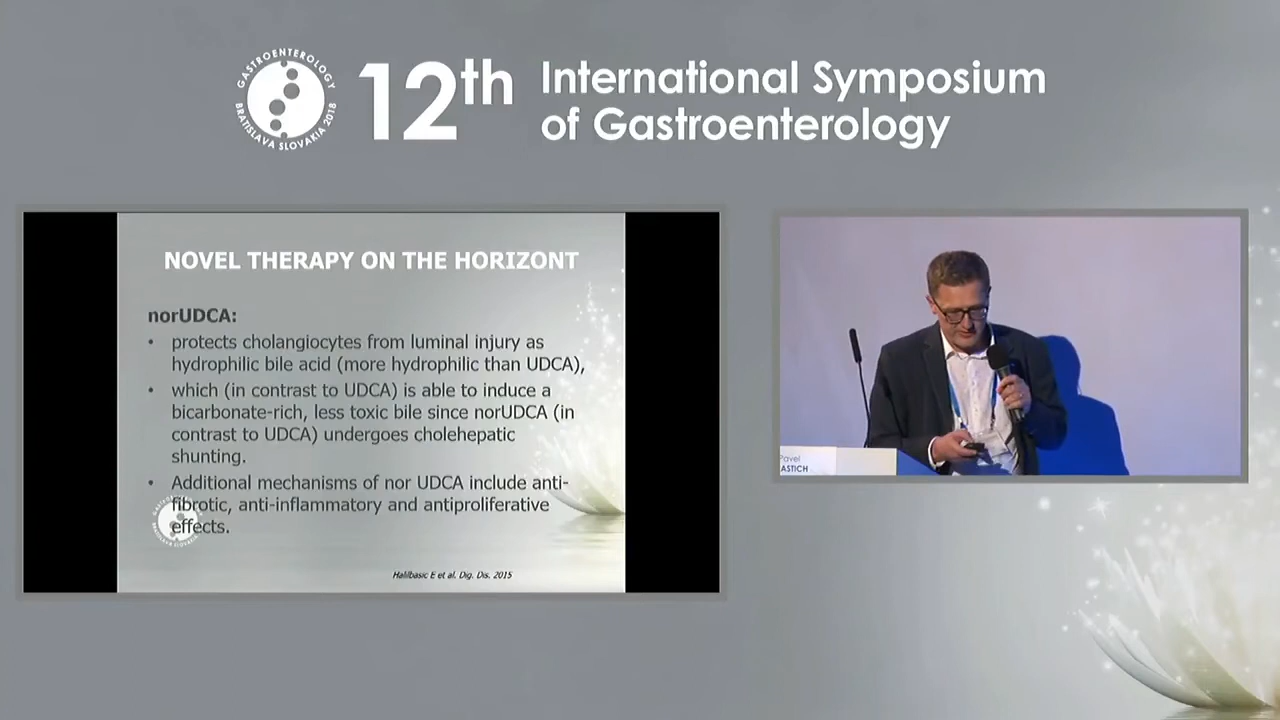 GASTROENTEROLOGY
BRATISLAVA SLOVAKIA 2018
12th
International Symposium
of Gastroenterology
NOVEL THERAPY ON THE HORIZONT
norUDCA:
• protects cholangiocytes from luminal injury as
hydrophilic bile acid (more hydrophilic than UDCA),
• which (in contrast to UDCA) is able to induce a
bicarbonate-rich, less toxic bile since norUDCA (in
contrast to UDCA) undergoes cholehepatic
shunting.
• Additional mechanisms of nor UDCA include anti-
fibrotic, anti-inflammatory and antiproliferative
effects.
Halilbasic E et al. Dig. Dis. 2015
Pavel
ASTICH